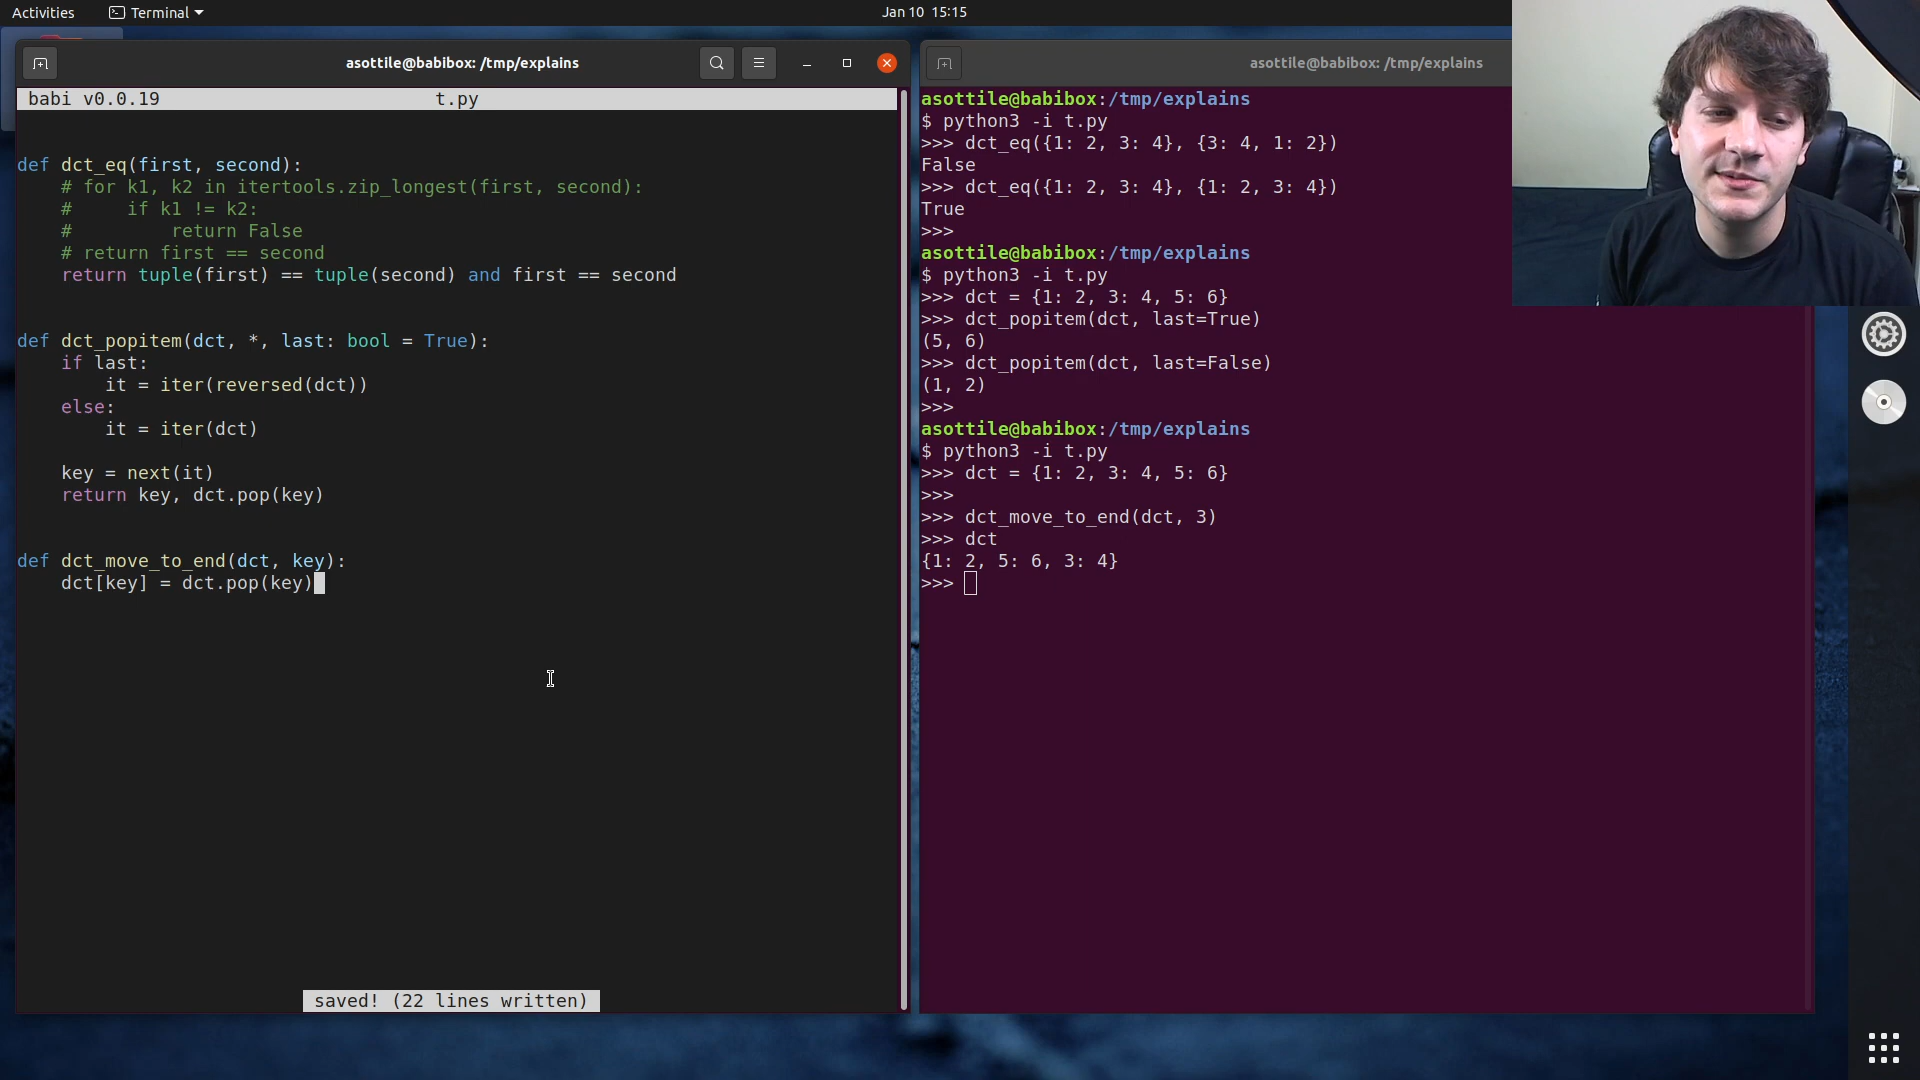 Activities
Terminal
Jan 10 15:15
asottile@babibox: /tmp/explains
babi v0.0.19 t.py
def dct_eq(first, second):
    # for k1, k2 in itertools.zip_longest(first, second):
    #     if k1 != k2:
    #         return False
    # return first == second
    return tuple(first) == tuple(second) and first == second
def dct_popitem(dct, *, last: bool = True):
    if last:
        it = iter(reversed(dct))
    else:
        it = iter(dct)
    key = next(it)
    return key, dct.pop(key)
def dct_move_to_end(dct, key):
    dct[key] = dct.pop(key)
saved! (22 lines written)
asottile@babibox: /tmp/explains
asottile@babibox:/tmp/explains
$ python3 -i t.py
>>> dct_eq({1: 2, 3: 4}, {3: 4, 1: 2})
False
>>> dct_eq({1: 2, 3: 4}, {1: 2, 3: 4})
True
>>>
asottile@babibox:/tmp/explains
$ python3 -i t.py
>>> dct = {1: 2, 3: 4, 5: 6}
>>> dct_popitem(dct, last=True)
(5, 6)
>>> dct_popitem(dct, last=False)
(1, 2)
>>>
asottile@babibox:/tmp/explains
$ python3 -i t.py
>>> dct = {1: 2, 3: 4, 5: 6}
>>>
>>> dct_move_to_end(dct, 3)
>>> dct
{1: 2, 5: 6, 3: 4}
>>>